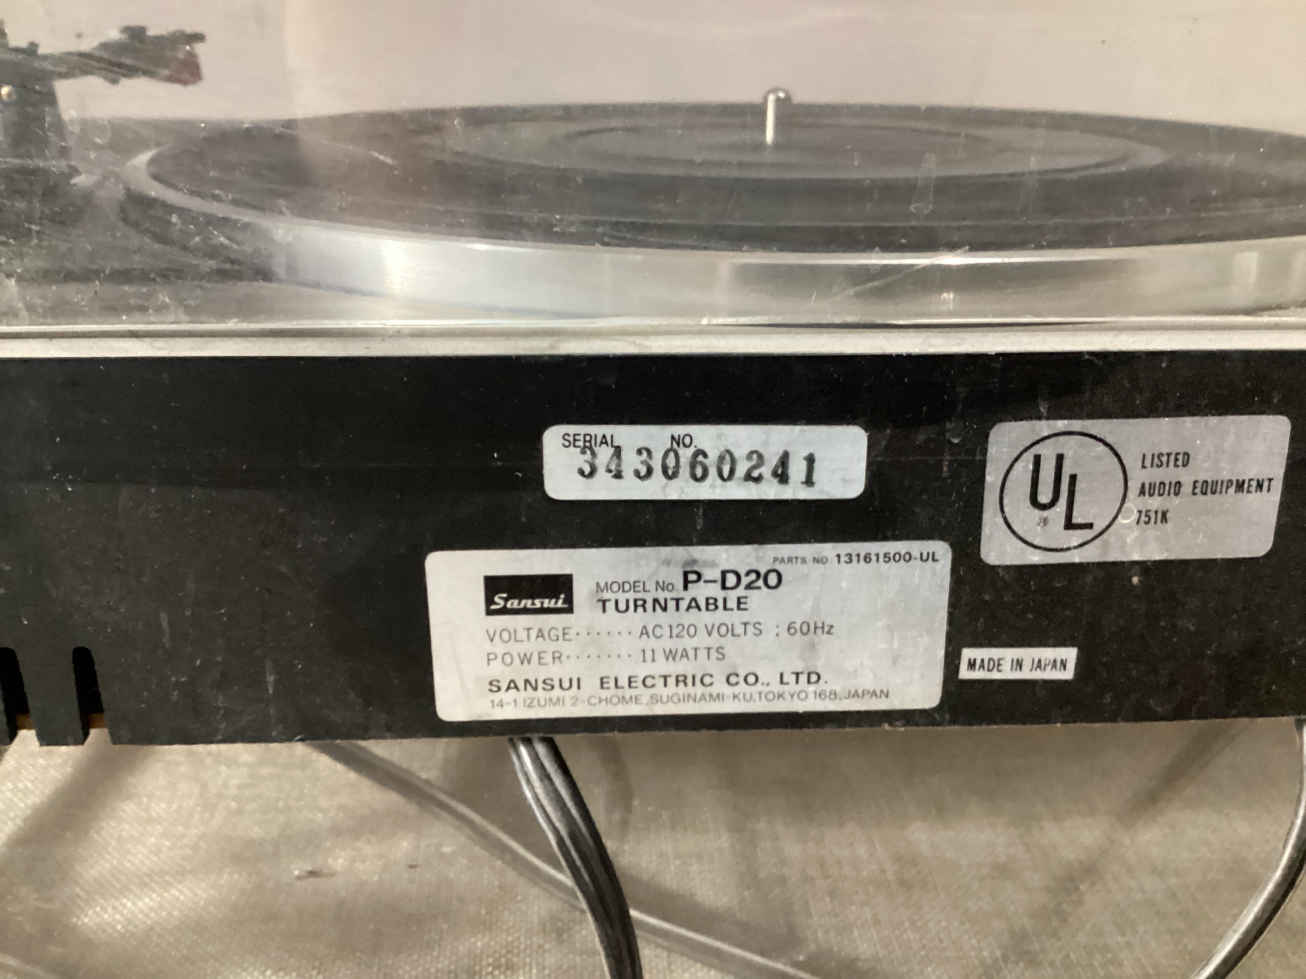 SERIAL NO.
343060241
UL
®
LISTED
AUDIO EQUIPMENT
751K
PARTS NO 13161500-UL
Sansui
MODEL No. P-D20
TURNTABLE
VOLTAGE······ AC120 VOLTS : 60Hz
POWER······· 11 WATTS
SANSUI ELECTRIC CO., LTD.
14-1 IZUMI 2-CHOME, SUGINAMI-KU, TOKYO 168, JAPAN
MADE IN JAPAN